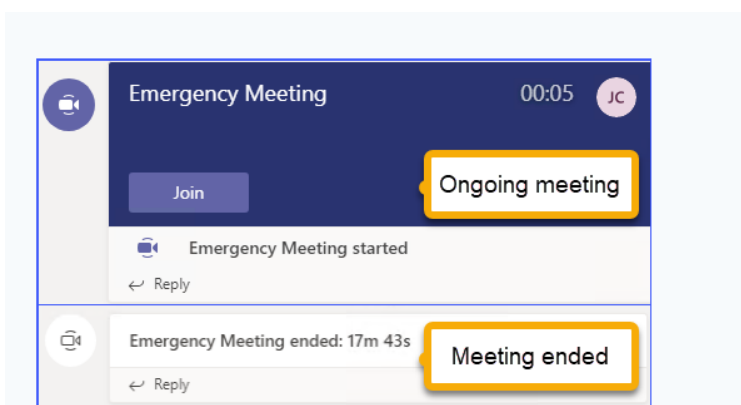 Emergency Meeting 00:05 JC
Join
Ongoing meeting
Emergency Meeting started
Reply
Emergency Meeting ended: 17m 43s
Meeting ended
Reply